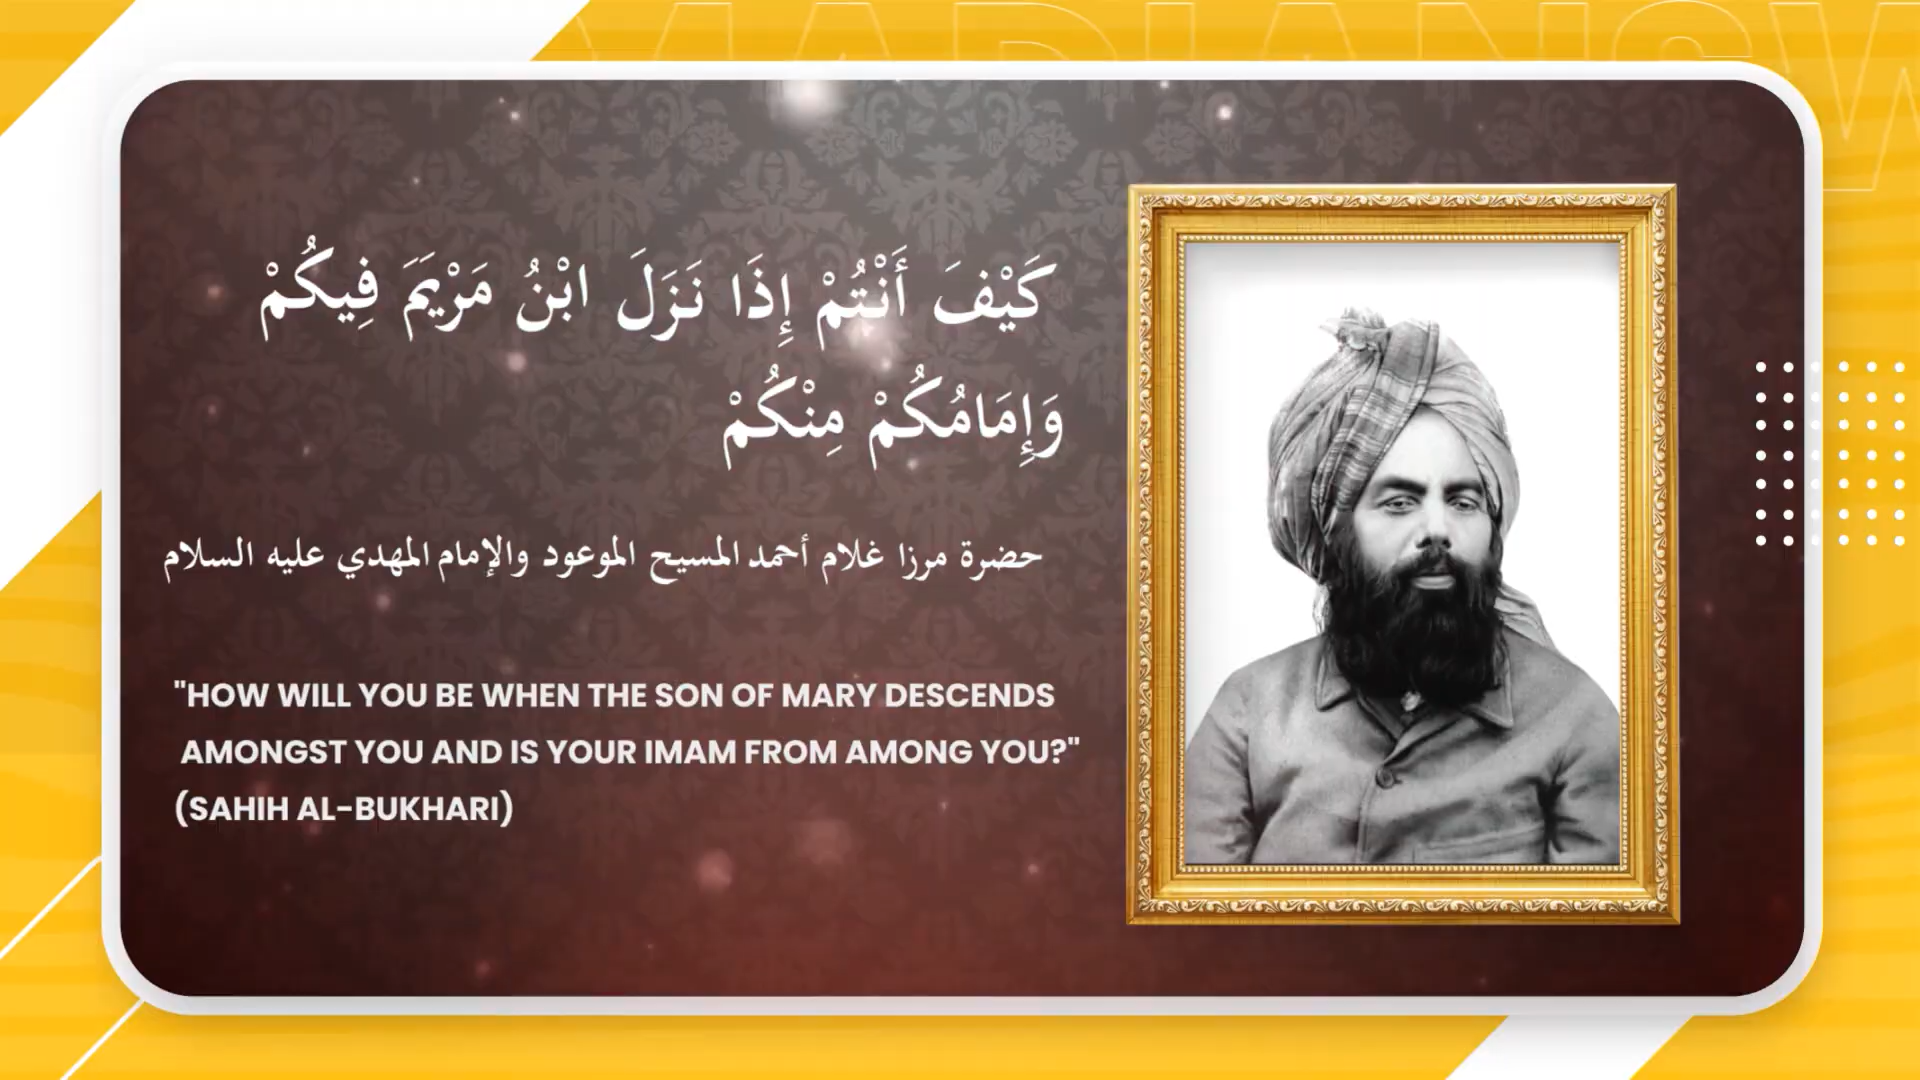 MADIANSW
كَيْفَ أَنْتُمْ إِذَا نَزَلَ ابْنُ مَرْيَمَ فِيكُمْ
وَإِمَامُكُمْ مِنْكُمْ
حضرة مرزا غلام أحمد المسيح الموعود والإمام المهدي عليه السلام
"HOW WILL YOU BE WHEN THE SON OF MARY DESCENDS
AMONGST YOU AND IS YOUR IMAM FROM AMONG YOU?"
(SAHIH AL-BUKHARI)